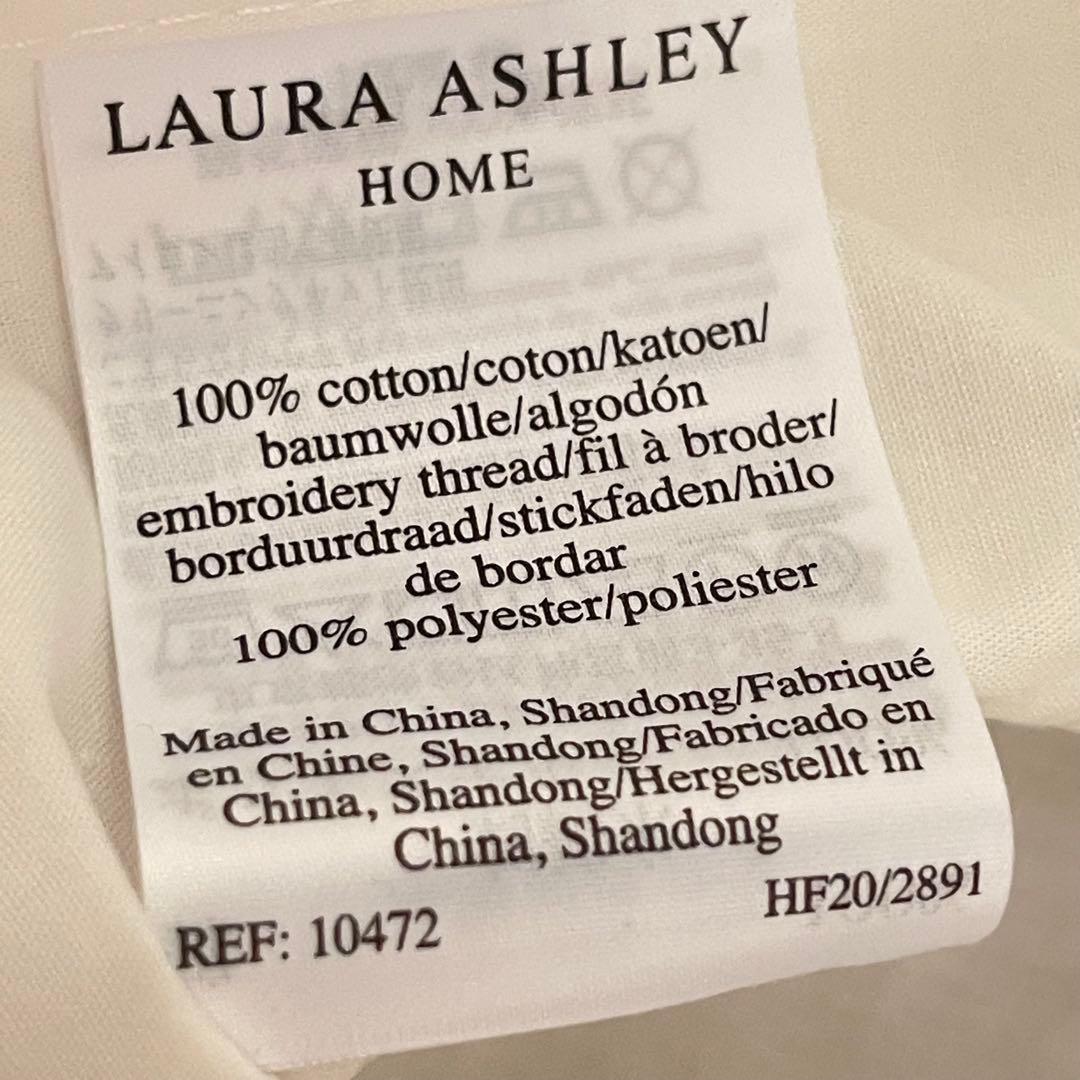 LAURA ASHLEY
HOME
100% cotton/coton/katoen/
baumwolle/algodón
embroidery thread/fil à broder/
borduurdraad/stickfaden/hilo
de bordar
100% polyester/poliester
Made in China, Shandong/Fabriqué
en Chine, Shandong/Fabricado en
China, Shandong/Hergestellt in
China, Shandong
REF: 10472
HF20/2891